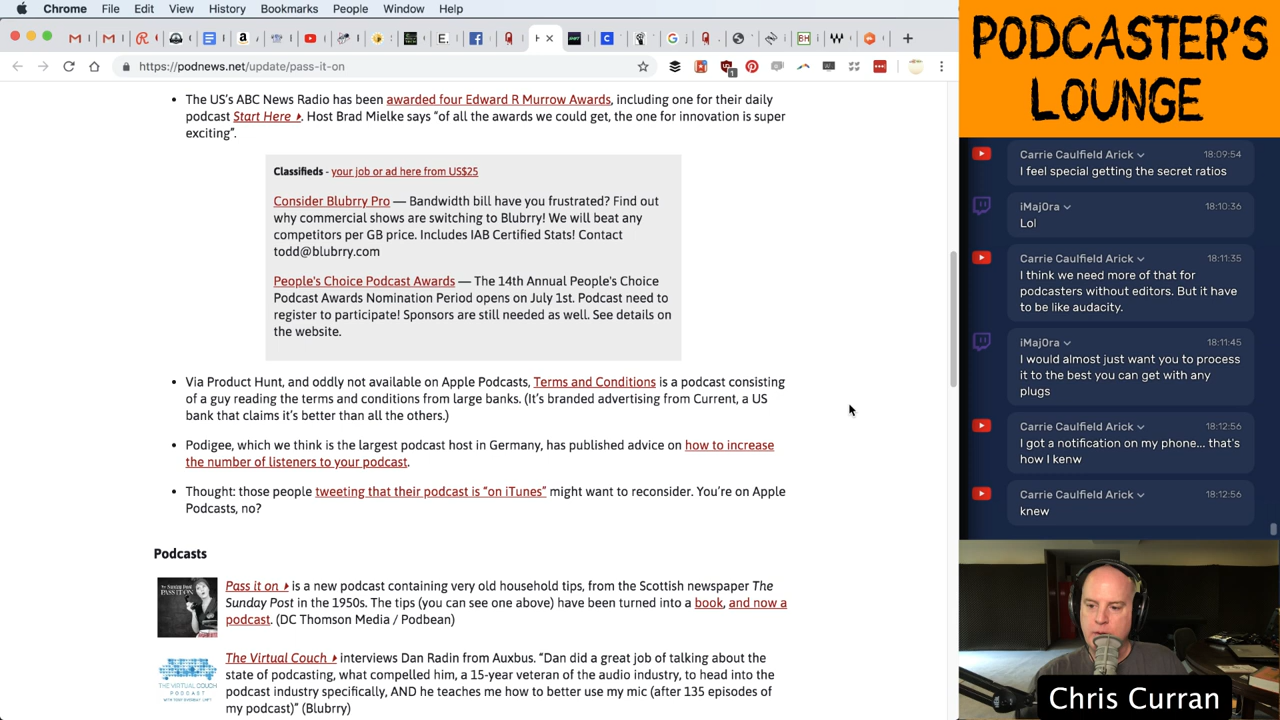 Chrome File Edit View History Bookmarks People Window Help
https://podnews.net/update/pass-it-on
• The US's ABC News Radio has been awarded four Edward R Murrow Awards, including one for their daily
podcast Start Here. Host Brad Mielke says “of all the awards we could get, the one for innovation is super
exciting”.
Classifieds - your job or ad here from US$25
Consider Blubrry Pro — Bandwidth bill have you frustrated? Find out
why commercial shows are switching to Blubrry! We will beat any
competitors per GB price. Includes IAB Certified Stats! Contact
todd@blubrry.com
People's Choice Podcast Awards — The 14th Annual People's Choice
Podcast Awards Nomination Period opens on July 1st. Podcast need to
register to participate! Sponsors are still needed as well. See details on
the website.
• Via Product Hunt, and oddly not available on Apple Podcasts, Terms and Conditions is a podcast consisting
of a guy reading the terms and conditions from large banks. (It’s branded advertising from Current, a US
bank that claims it’s better than all the others.)
• Podigee, which we think is the largest podcast host in Germany, has published advice on how to increase
the number of listeners to your podcast.
• Thought: those people tweeting that their podcast is “on iTunes” might want to reconsider. You’re on Apple
Podcasts, no?
Podcasts
Pass it on is a new podcast containing very old household tips, from the Scottish newspaper The
Sunday Post in the 1950s. The tips (you can see one above) have been turned into a book, and now a
podcast. (DC Thomson Media / Podbean)
The Virtual Couch interviews Dan Radin from Auxbus. “Dan did a great job of talking about the
state of podcasting, what compelled him, a 15-year veteran of the audio industry, to head into the
podcast industry specifically, AND he teaches me how to better use my mic (after 135 episodes of
my podcast)” (Blubrry)
PASS IT ON
THE VIRTUAL COUCH
PODCAST
PODCASTER'S
LOUNGE
Carrie Caulfield Arick 18:09:54
I feel special getting the secret ratios
iMaj0ra 18:10:36
Lol
Carrie Caulfield Arick 18:11:35
I think we need more of that for
podcasters without editors. But it have
to be like audacity.
iMaj0ra 18:11:45
I would almost just want you to process
it to the best you can get with any
plugs
Carrie Caulfield Arick 18:12:56
I got a notification on my phone... that's
how I kenw
Carrie Caulfield Arick 18:12:56
knew
Chris Curran